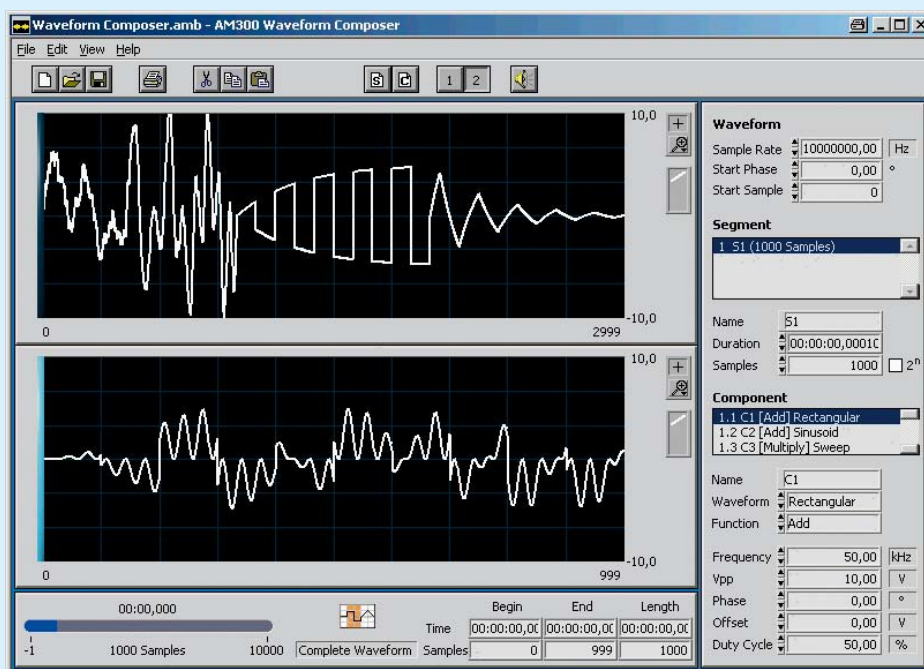 Waveform Composer.amb - AM300 Waveform Composer
File Edit View Help
S C 1 2
10,0
-10,0
0 2999
10,0
-10,0
0 999
00:00,000
-1 1000 Samples 10000
Complete Waveform
Begin End Length
Time 00:00:00,0C 00:00:00,0C 00:00:00,0C
Samples 0 999 1000
Waveform
Sample Rate 10000000,00 Hz
Start Phase 0,00 °
Start Sample 0
Segment
1 S1 (1000 Samples)
Name S1
Duration 00:00:00,0001C
Samples 1000 2n
Component
1.1 C1 [Add] Rectangular
1.2 C2 [Add] Sinusoid
1.3 C3 [Multiply] Sweep
Name C1
Waveform Rectangular
Function Add
Frequency 50,00 kHz
Vpp 10,00 V
Phase 0,00 °
Offset 0,00 V
Duty Cycle 50,00 %